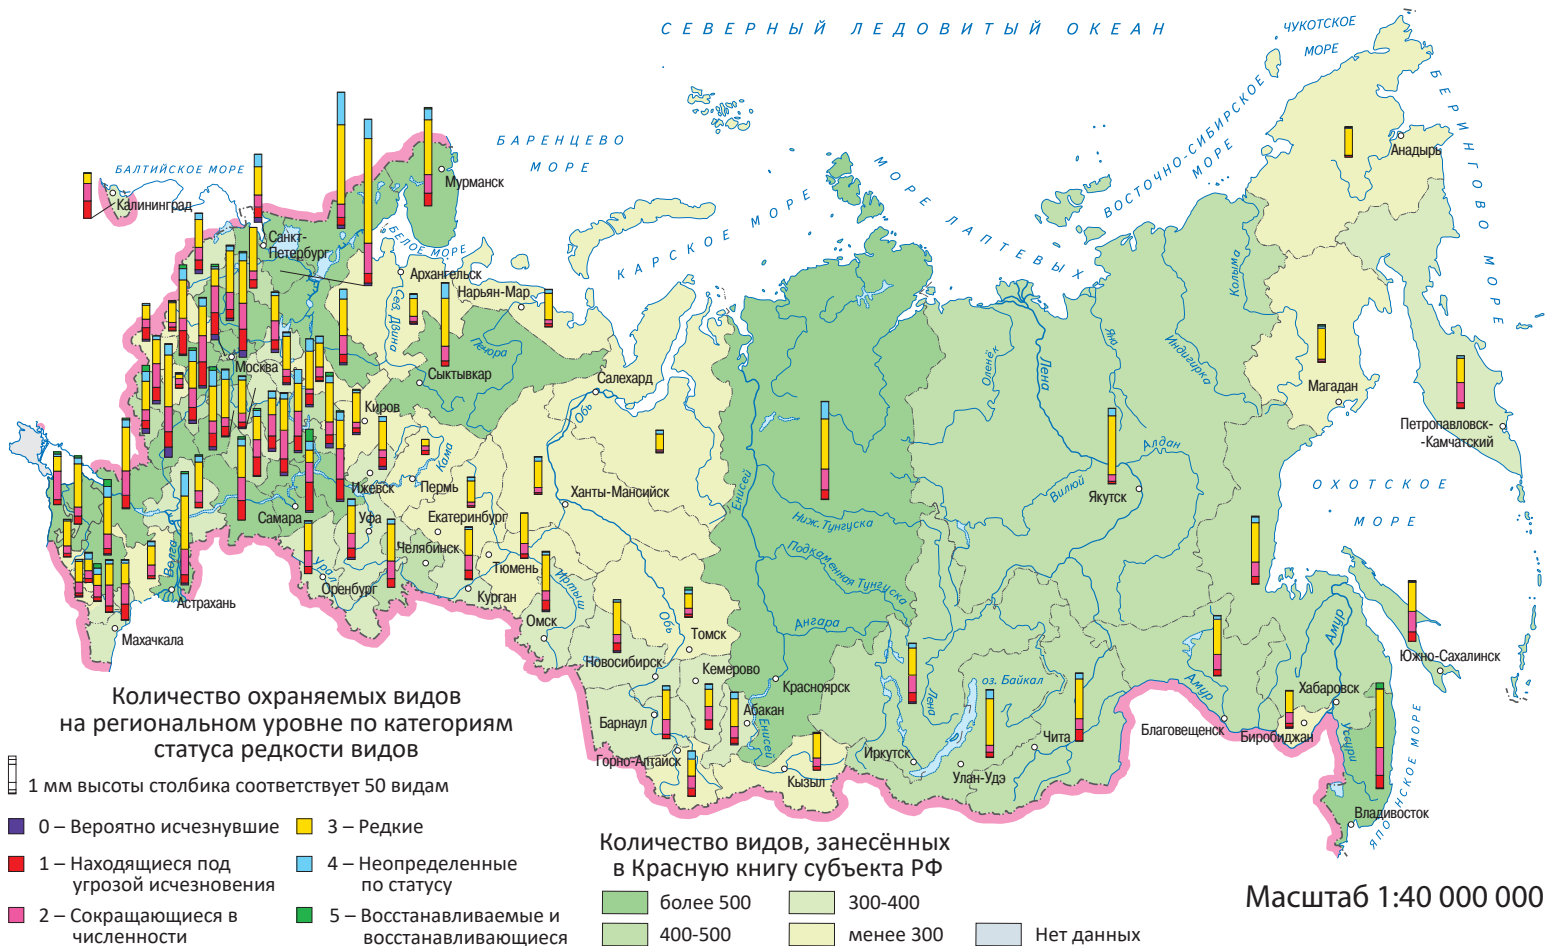 СЕВЕРНЫЙ ЛЕДОВИТЫЙ ОКЕАН
ЧУКОТСКОЕ
МОРЕ
БЕРИНГОВО МОРЕ
ВОСТОЧНО-СИБИРСКОЕ
МОРЕ
БАРЕНЦЕВО
МОРЕ
БАЛТИЙСКОЕ МОРЕ
МОРЕ ЛАПТЕВЫХ
КАРСКОЕ МОРЕ
БЕЛОЕ МОРЕ
Анадырь
Мурманск
Калининград
Санкт-
Петербург
Архангельск
Нарьян-Мар
Сев. Двина
Печора
Колыма
Индигирка
Яна
Лена
Оленёк
Москва
Сыктывкар
Салехард
Обь
Магадан
Киров
Кама
Петропавловск-
-Камчатский
Алдан
Вилюй
Якутск
Енисей
Ижевск
Пермь
Ханты-Мансийск
ОХОТСКОЕ
МОРЕ
Самара
Уфа
Екатеринбург
Ниж. Тунгуска
Челябинск
Подкаменная Тунгуска
Тюмень
Волга
Урал
Оренбург
Курган
Иртыш
Астрахань
Омск
Обь
Томск
Ангара
Амур
Махачкала
Новосибирск
Кемерово
Южно-Сахалинск
Красноярск
оз. Байкал
Лена
Амур
Хабаровск
Барнаул
Абакан
Енисей
Благовещенск
Биробиджан
Горно-Алтайск
Кызыл
Иркутск
Улан-Удэ
Чита
Уссури
ЯПОНСКОЕ МОРЕ
Владивосток
Количество охраняемых видов
на региональном уровне по категориям
статуса редкости видов
1 мм высоты столбика соответствует 50 видам
0 – Вероятно исчезнувшие
1 – Находящиеся под
угрозой исчезновения
2 – Сокращающиеся в
численности
3 – Редкие
4 – Неопределенные
по статусу
5 – Восстанавливаемые и
восстанавливающиеся
Количество видов, занесённых
в Красную книгу субъекта РФ
более 500
400-500
300-400
менее 300
Нет данных
Масштаб 1:40 000 000